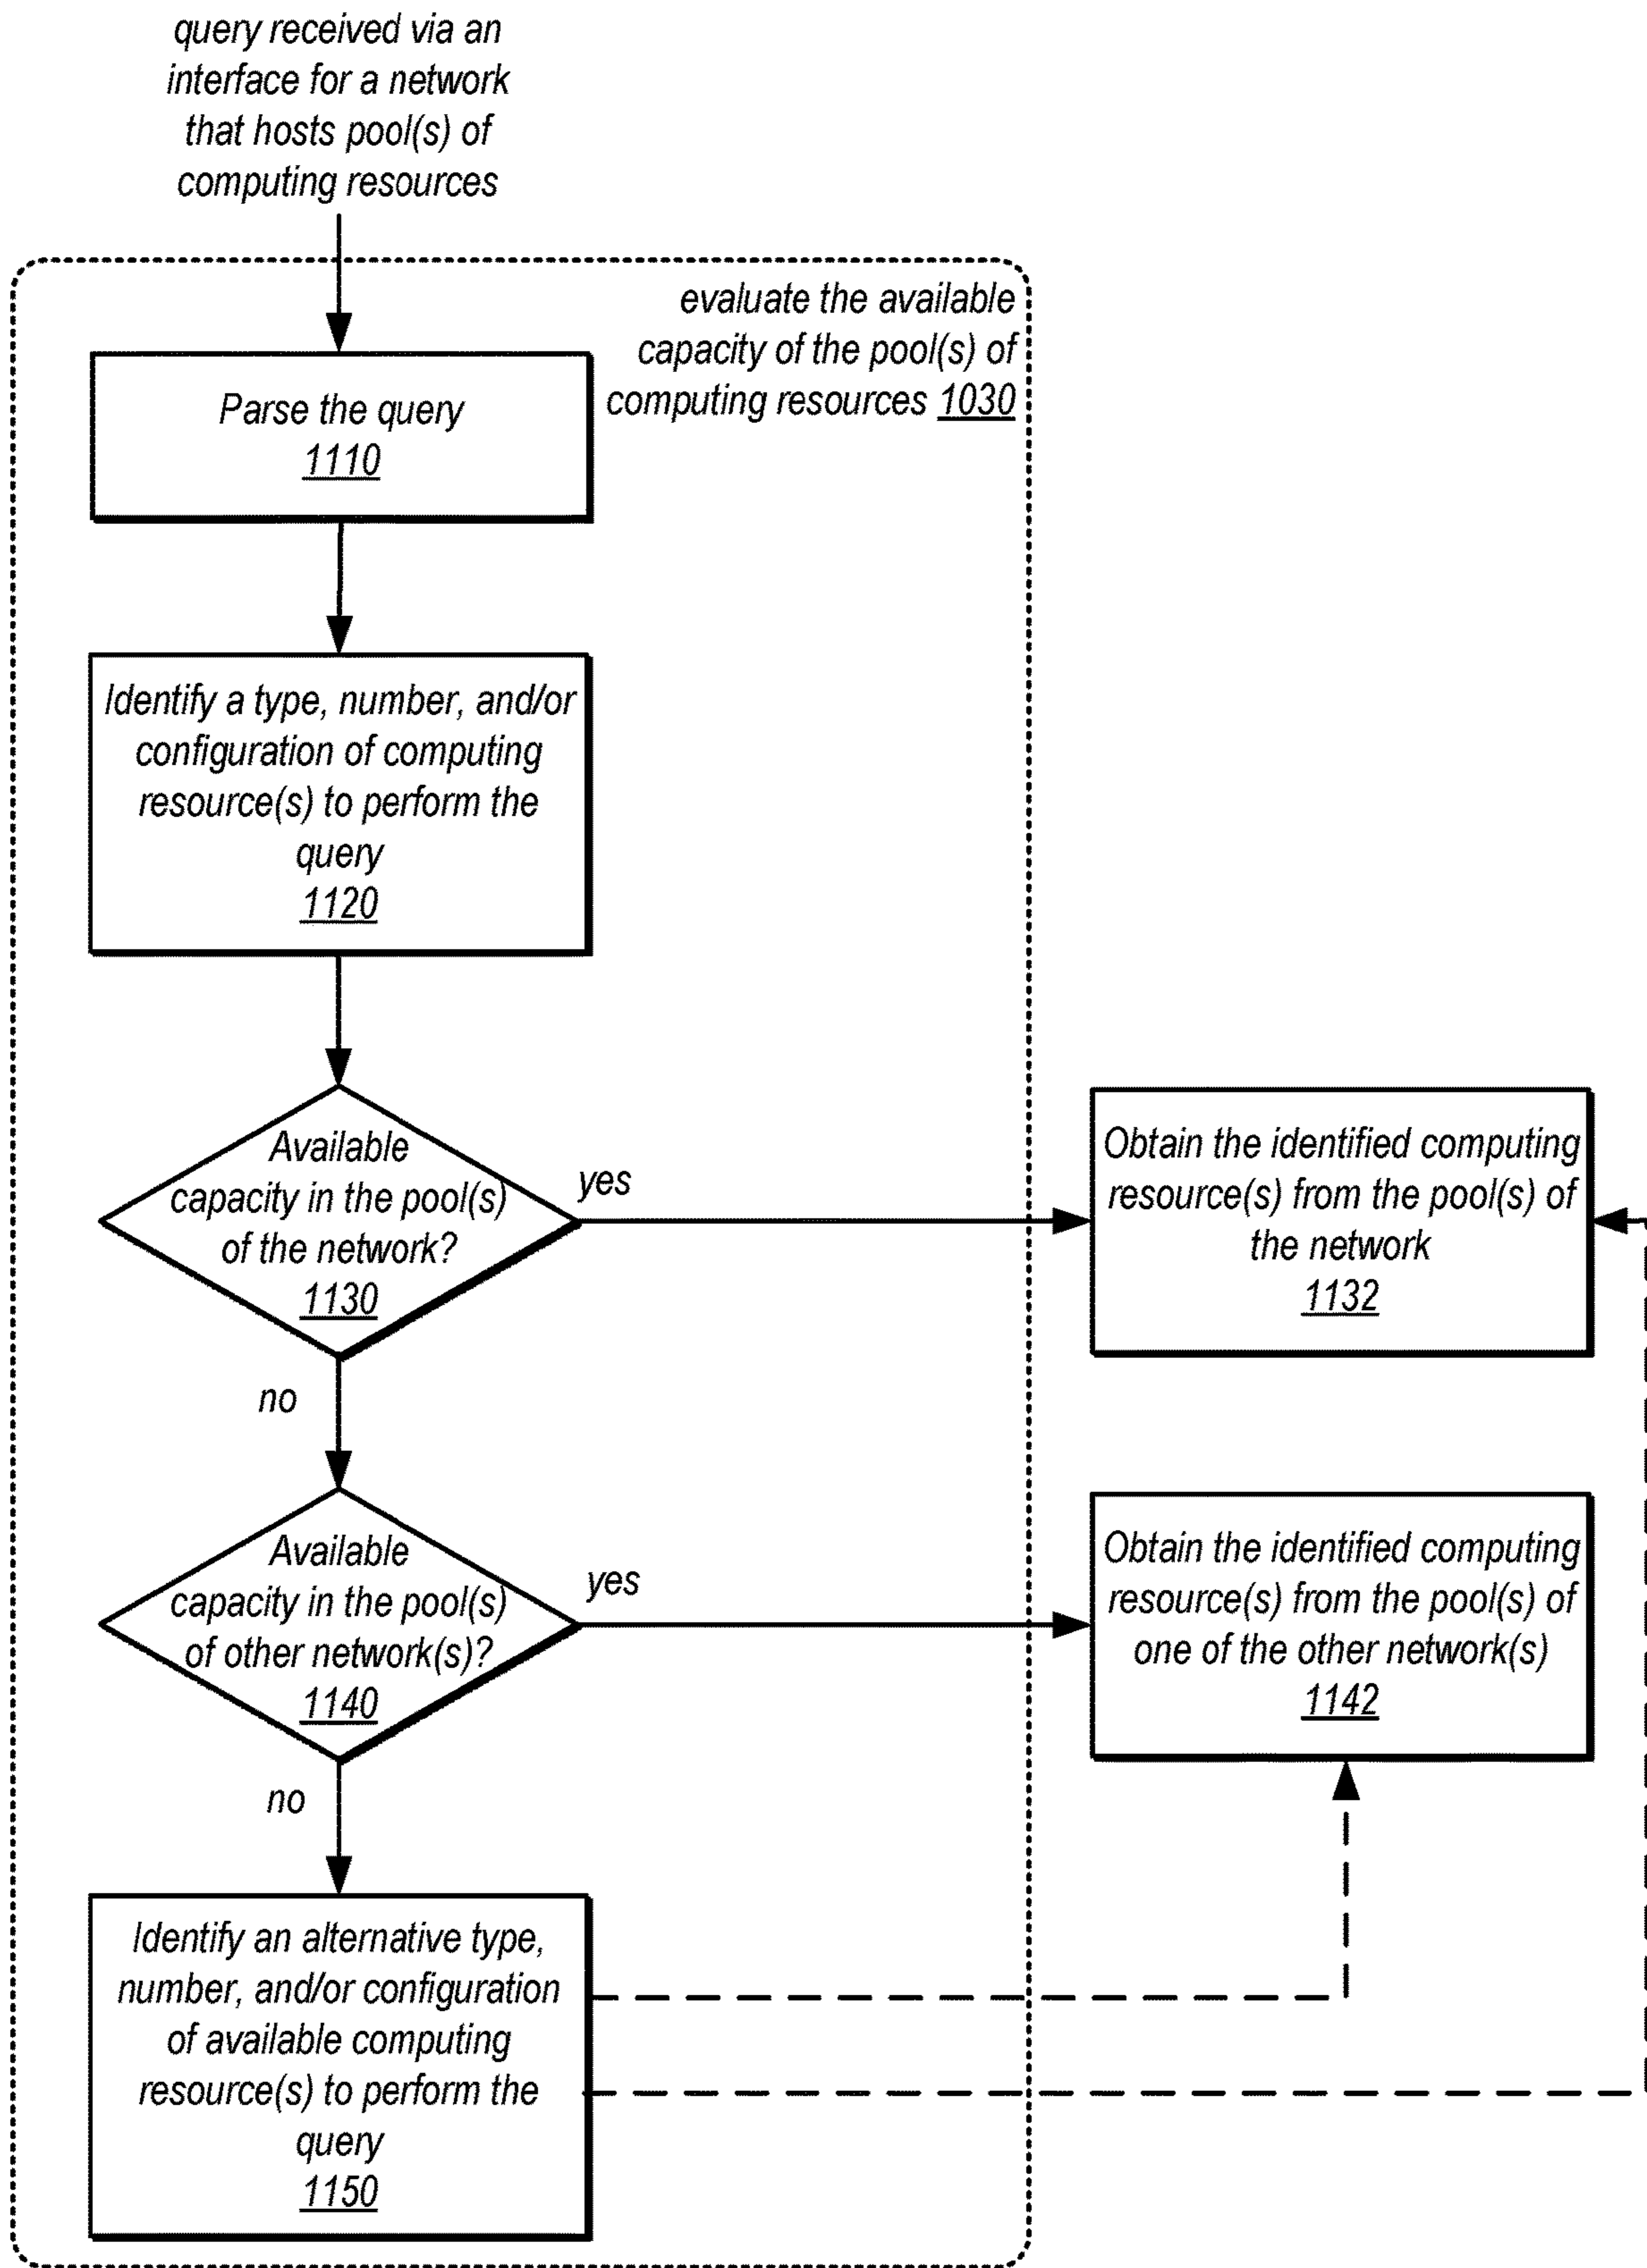 query received via an
interface for a network
that hosts pool(s) of
computing resources
evaluate the available
capacity of the pool(s) of
computing resources 1030
Parse the query
1110
Identify a type, number, and/or
configuration of computing
resource(s) to perform the
query
1120
Available
capacity in the pool(s)
of the network?
1130
yes
Obtain the identified computing
resource(s) from the pool(s) of
the network
1132
no
Available
capacity in the pool(s)
of other network(s)?
1140
yes
Obtain the identified computing
resource(s) from the pool(s) of
one of the other network(s)
1142
no
Identify an alternative type,
number, and/or configuration
of available computing
resource(s) to perform the
query
1150